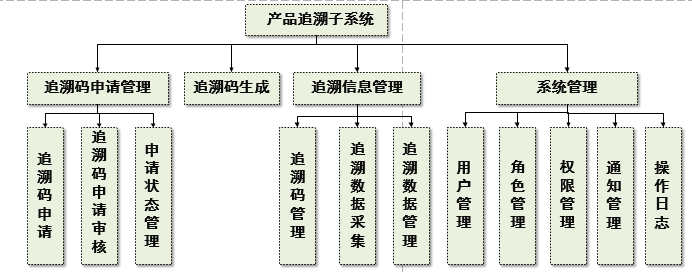 产品追溯子系统
追溯码申请管理
追溯码生成
追溯信息管理
系统管理
追溯码申请
追溯码申请审核
申请状态管理
追溯码管理
追溯数据采集
追溯数据管理
用户管理
角色管理
权限管理
通知管理
操作日志